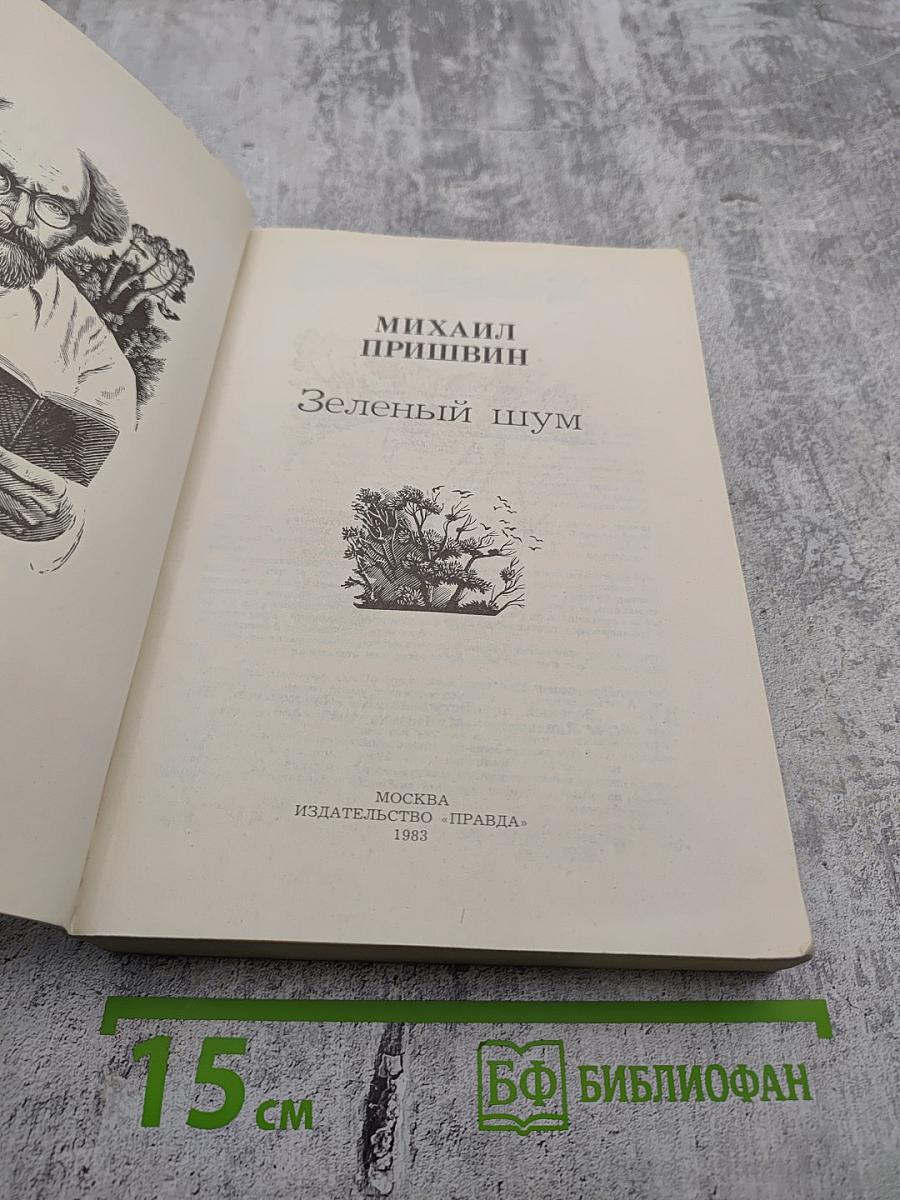 МИХАИЛ
ПРИШВИН
Зеленый шум
МОСКВА
ИЗДАТЕЛЬСТВО «ПРАВДА»
1983
15 см
БФ БИБЛИОФАН